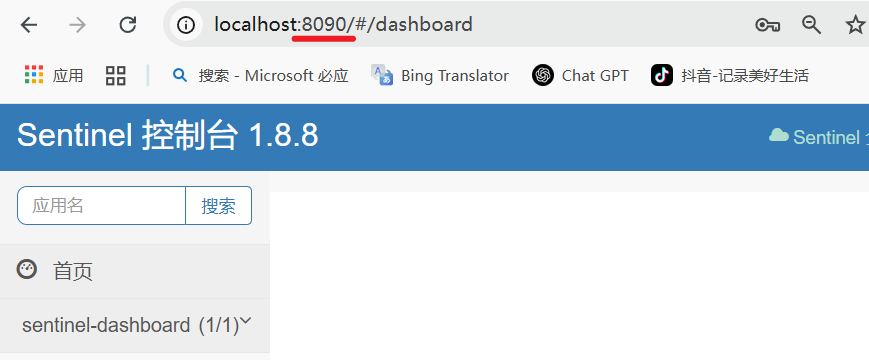 localhost:8090/#/dashboard
应用 搜索 - Microsoft 必应 Bing Translator Chat GPT 抖音-记录美好生活
Sentinel 控制台 1.8.8 Sentinel
应用名 搜索
首页
sentinel-dashboard (1/1)